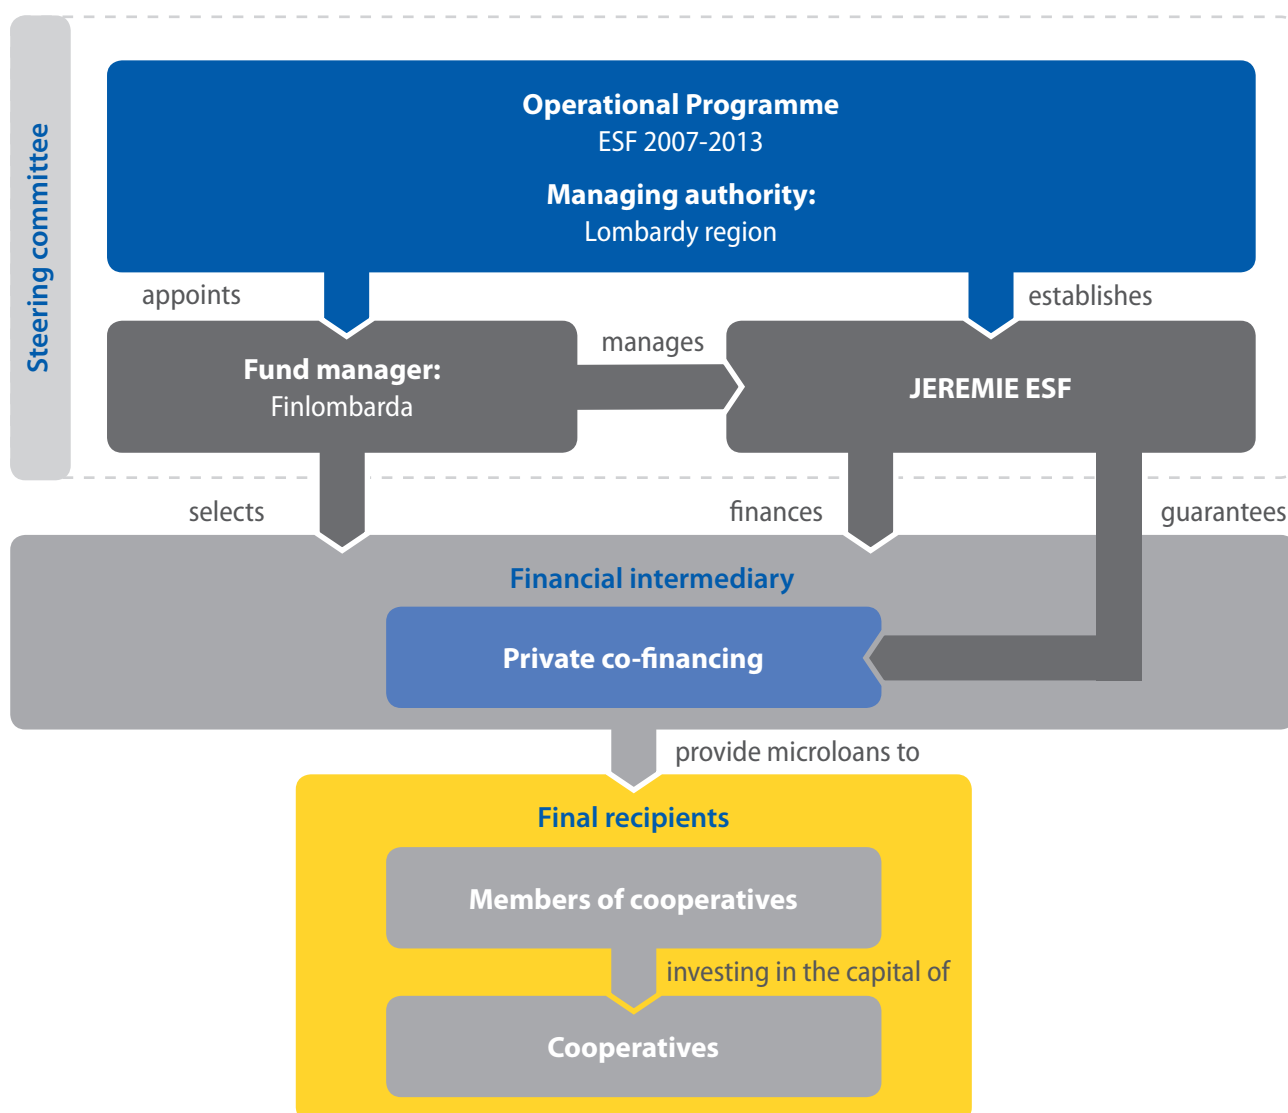 Steering committee
Operational Programme
ESF 2007-2013
Managing authority:
Lombardy region
appoints
establishes
Fund manager:
Finlombarda
manages
JEREMIE ESF
selects
finances
guarantees
Financial intermediary
Private co-financing
provide microloans to
Final recipients
Members of cooperatives
investing in the capital of
Cooperatives